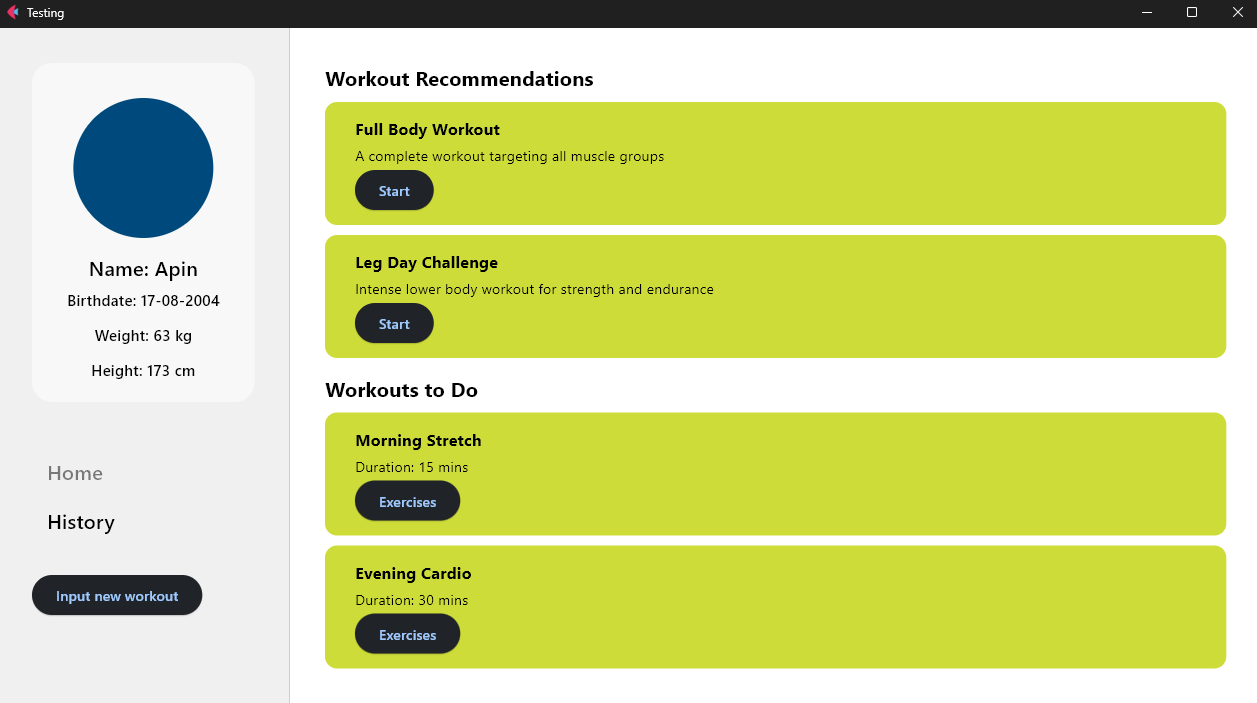 Testing
Name: Apin
Birthdate: 17-08-2004
Weight: 63 kg
Height: 173 cm
Home
History
Input new workout
Workout Recommendations
Full Body Workout
A complete workout targeting all muscle groups
Start
Leg Day Challenge
Intense lower body workout for strength and endurance
Start
Workouts to Do
Morning Stretch
Duration: 15 mins
Exercises
Evening Cardio
Duration: 30 mins
Exercises